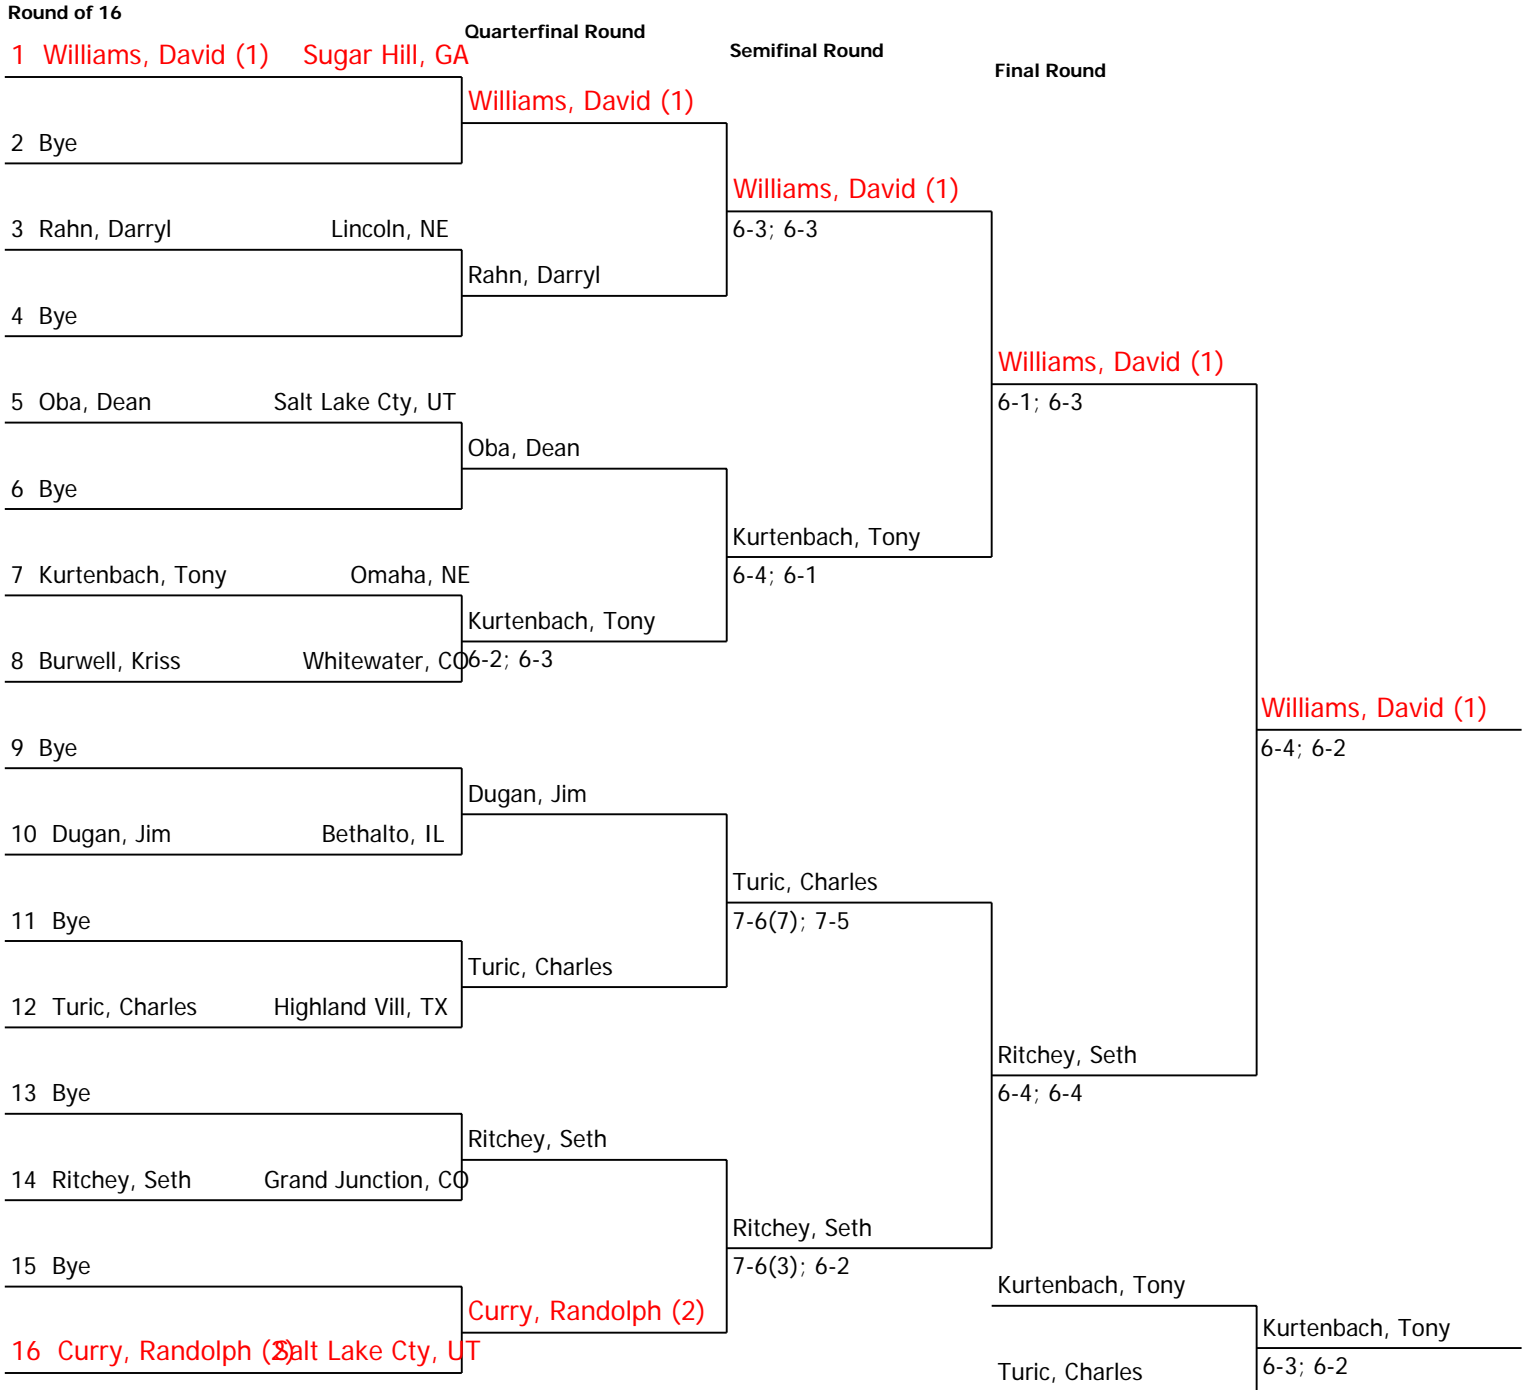 Round of 16
Quarterfinal Round
Semifinal Round
Final Round
1 Williams, David (1) Sugar Hill, GA
Williams, David (1)
2 Bye
Williams, David (1)
3 Rahn, Darryl Lincoln, NE
6-3; 6-3
Rahn, Darryl
4 Bye
Williams, David (1)
5 Oba, Dean Salt Lake Cty, UT
6-1; 6-3
Oba, Dean
6 Bye
Kurtenbach, Tony
7 Kurtenbach, Tony Omaha, NE
6-4; 6-1
Kurtenbach, Tony
8 Burwell, Kriss Whitewater, CO
6-2; 6-3
Williams, David (1)
9 Bye
6-4; 6-2
Dugan, Jim
10 Dugan, Jim Bethalto, IL
Turic, Charles
11 Bye
7-6(7); 7-5
Turic, Charles
12 Turic, Charles Highland Vill, TX
Ritchey, Seth
13 Bye
6-4; 6-4
Ritchey, Seth
14 Ritchey, Seth Grand Junction, CO
Ritchey, Seth
15 Bye
7-6(3); 6-2
Kurtenbach, Tony
Curry, Randolph (2)
Kurtenbach, Tony
16 Curry, Randolph (2) Salt Lake Cty, UT
6-3; 6-2
Turic, Charles